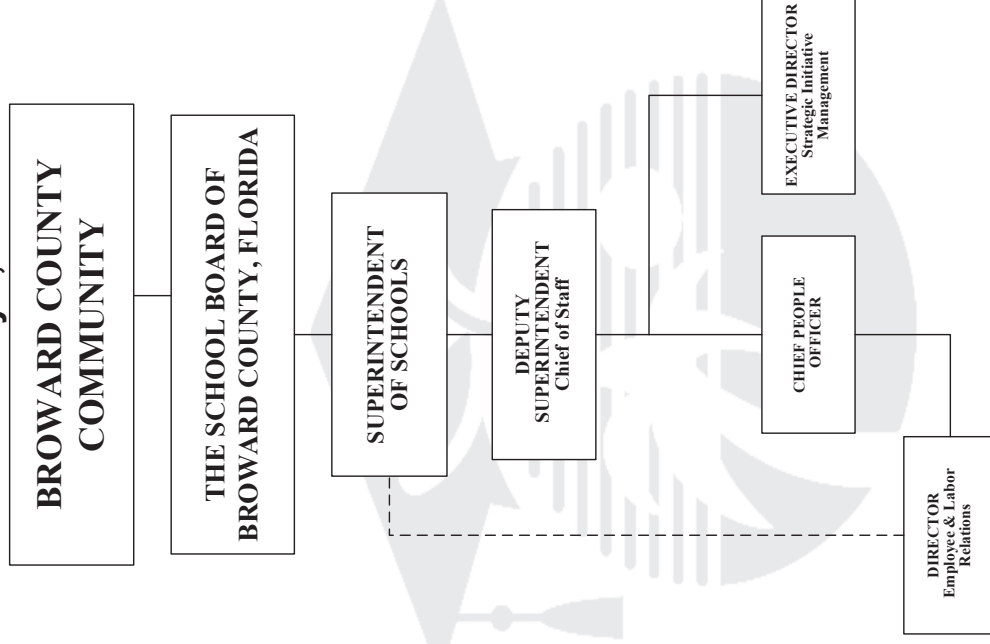 BROWARD COUNTY
COMMUNITY
THE SCHOOL BOARD OF
BROWARD COUNTY, FLORIDA
SUPERINTENDENT
OF SCHOOLS
DEPUTY
SUPERINTENDENT
Chief of Staff
EXECUTIVE DIRECTOR
Strategic Initiative
Management
CHIEF PEOPLE
OFFICER
DIRECTOR
Employee & Labor
Relations